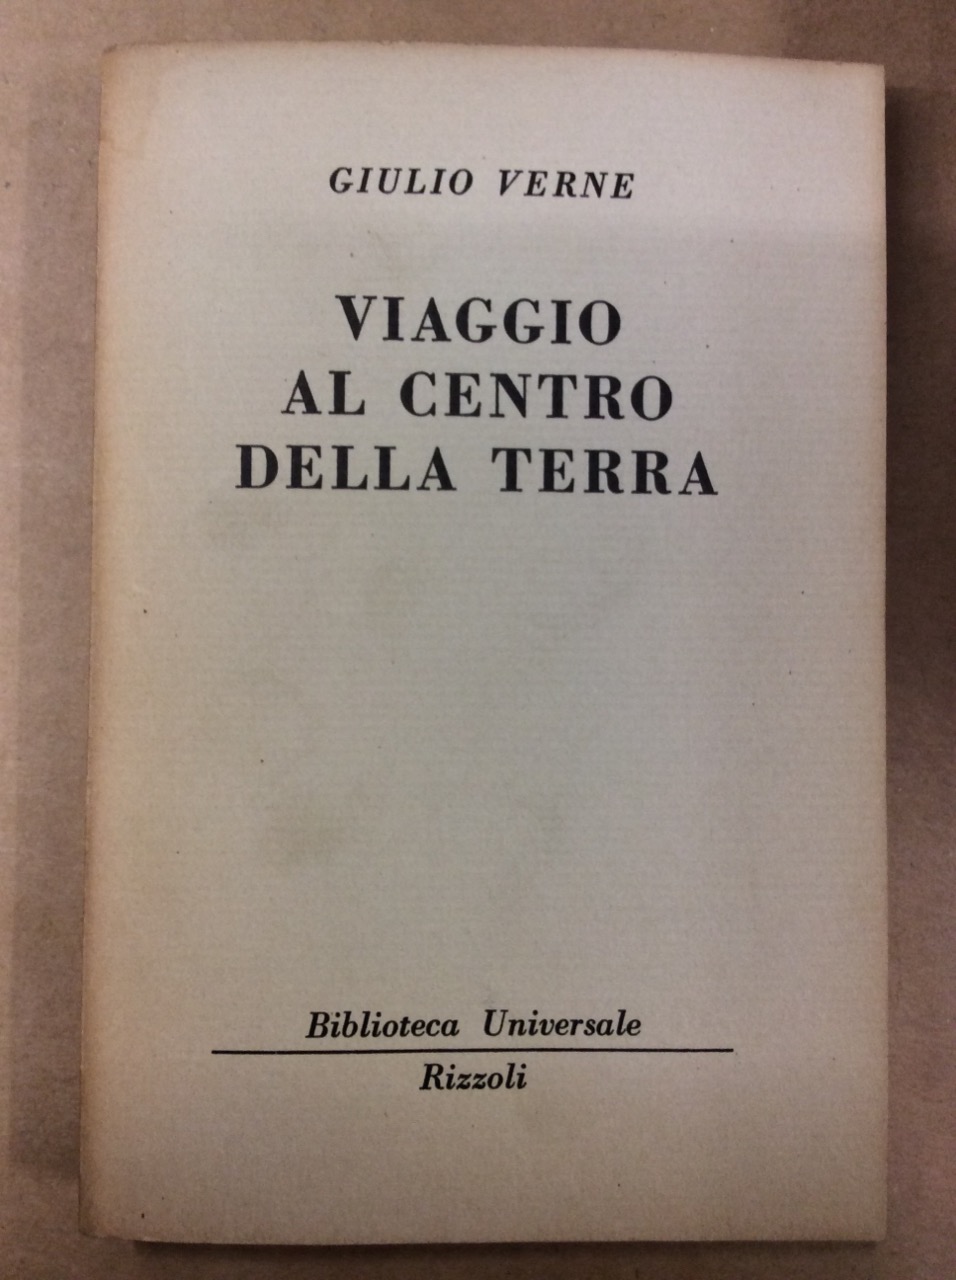 GIULIO VERNE
VIAGGIO
AL CENTRO
DELLA TERRA
Biblioteca Universale
Rizzoli